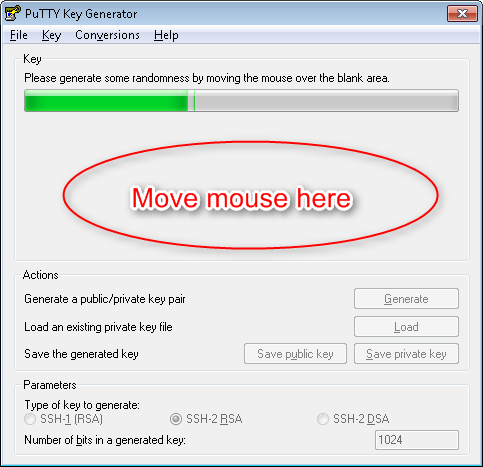 PuTTY Key Generator
File Key Conversions Help
Key
Please generate some randomness by moving the mouse over the blank area.
Move mouse here
Actions
Generate a public/private key pair Generate
Load an existing private key file Load
Save the generated key Save public key Save private key
Parameters
Type of key to generate:
SSH-1 (RSA) SSH-2 RSA SSH-2 DSA
Number of bits in a generated key: 1024